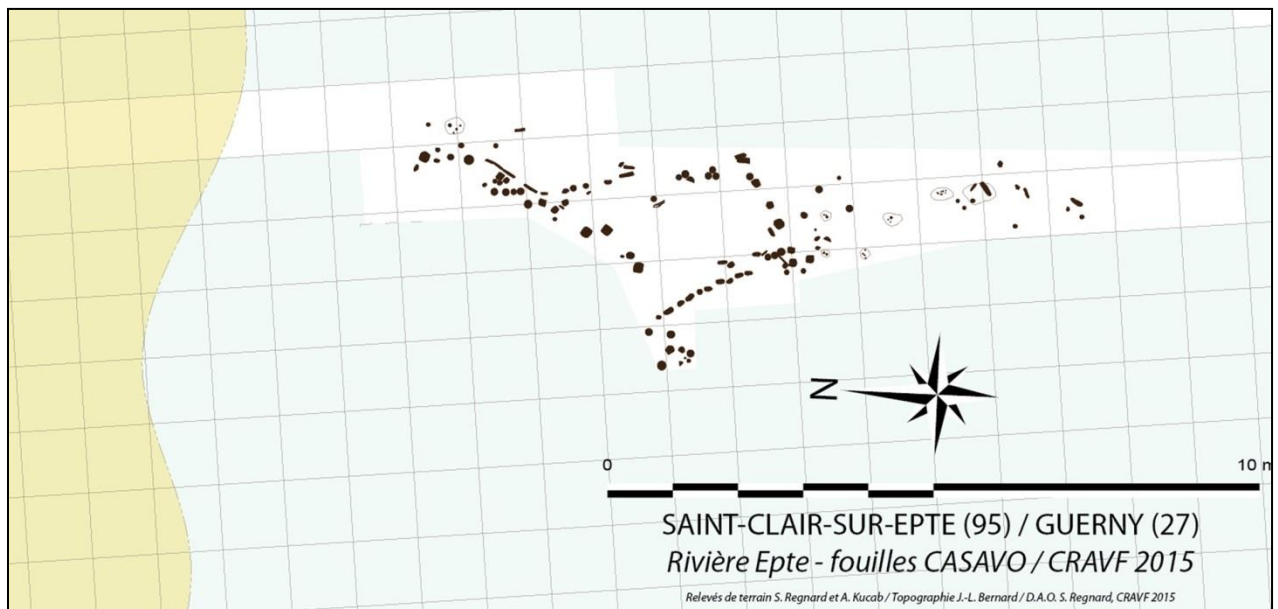 N
0 10 m
SAINT-CLAIR-SUR-EPTE (95) / GUERNY (27)
Rivière Epte - fouilles CASAVO / CRAVF 2015
Relevés de terrain S. Regnard et A. Kucab / Topographie J.-L. Bernard / D.A.O. S. Regnard, CRAVF 2015